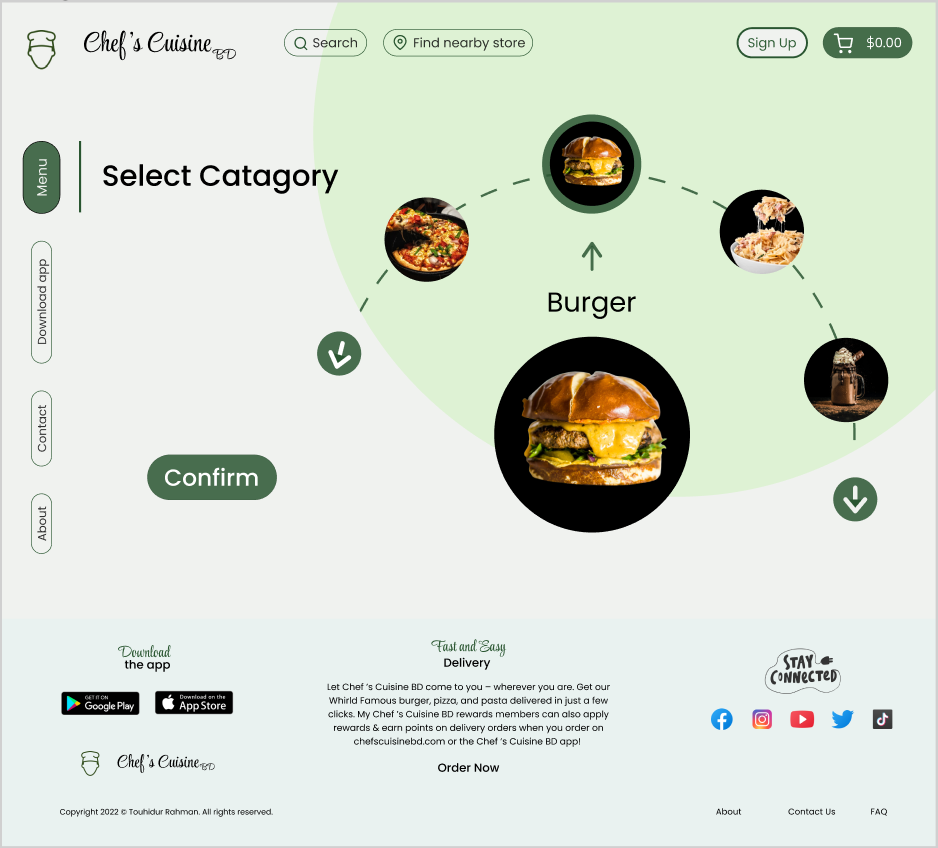 Chef's Cuisine BD
Search
Find nearby store
Sign Up
$0.00
Menu
Select Catagory
Download app
Burger
Contact
Confirm
About
Download
the app
GET IT ON
Google Play
Download on the
App Store
Chef's Cuisine BD
Fast and Easy
Delivery
Let Chef 's Cuisine BD come to you – wherever you are. Get our
Whirld Famous burger, pizza, and pasta delivered in just a few
clicks. My Chef 's Cuisine BD rewards members can also apply
rewards & earn points on delivery orders when you order on
chefscuisinebd.com or the Chef 's Cuisine BD app!
Order Now
STAY
CONNECTED
Copyright 2022 © Touhidur Rahman. All rights reserved.
About
Contact Us
FAQ